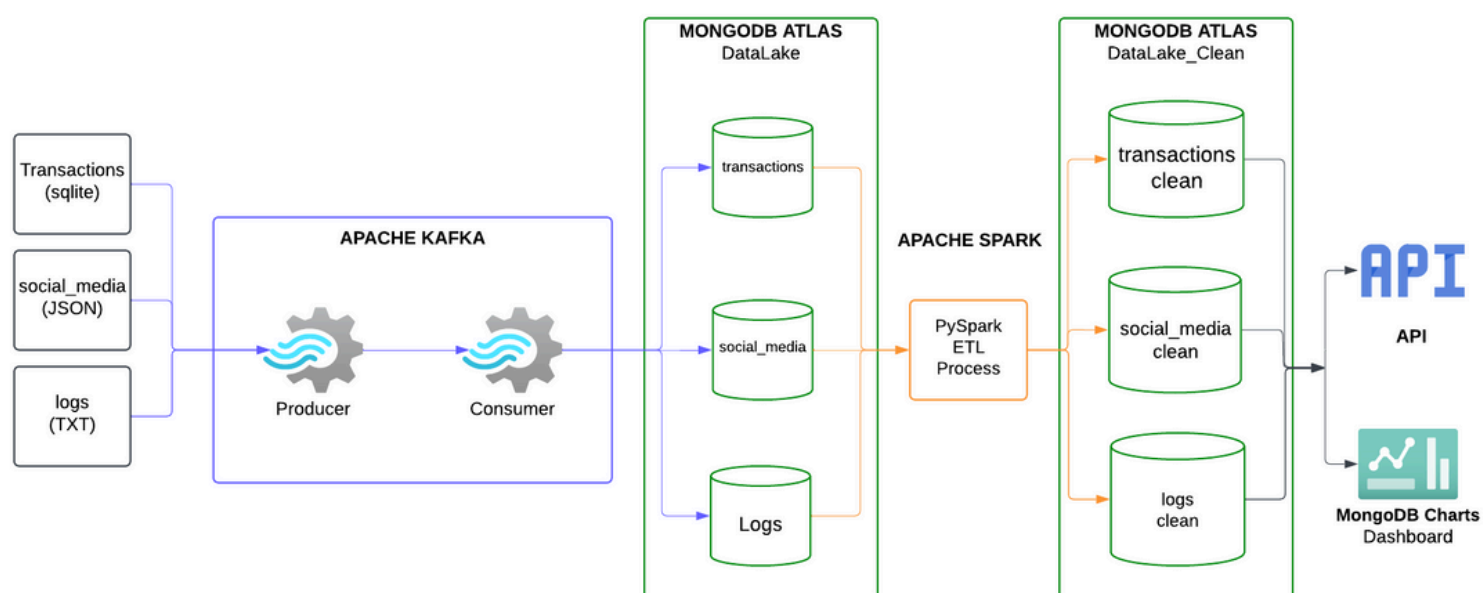 Transactions
(sqlite)
social_media
(JSON)
logs
(TXT)
APACHE KAFKA
Producer
Consumer
MONGODB ATLAS
DataLake
transactions
social_media
Logs
APACHE SPARK
PySpark
ETL
Process
MONGODB ATLAS
DataLake_Clean
transactions
clean
social_media
clean
logs
clean
API
API
MongoDB Charts
Dashboard